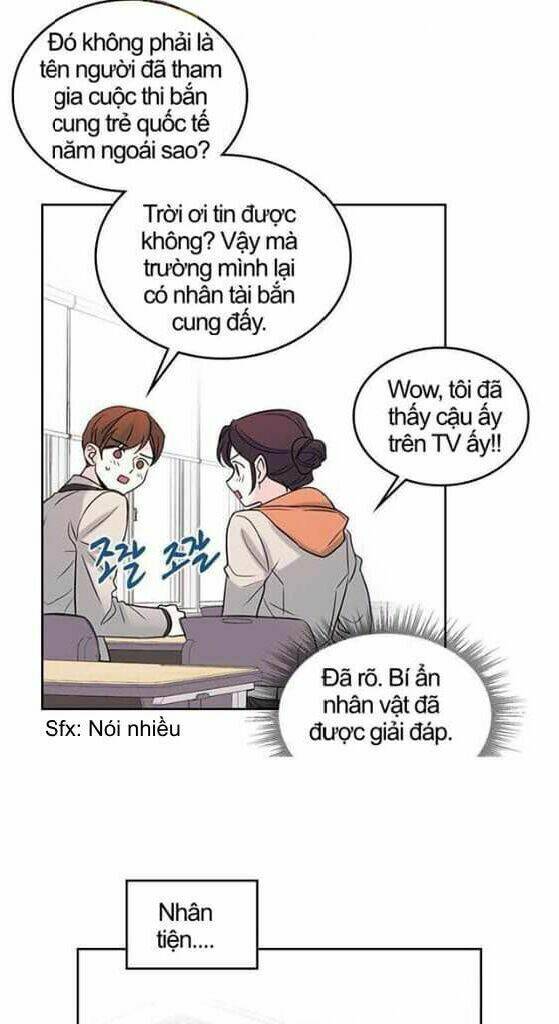 Đó không phải là
tên người đã tham
gia cuộc thi bắn
cung trẻ quốc tế
năm ngoái sao?
Trời ơi tin được
không? Vậy mà
trường mình lại
có nhân tài bắn
cung đấy.
Wow, tôi đã
thấy cậu ấy
trên TV ấy!!
조잘 조잘
Đã rõ. Bí ẩn
nhân vật đã
được giải đáp.
Sfx: Nói nhiều
Nhân
tiện....